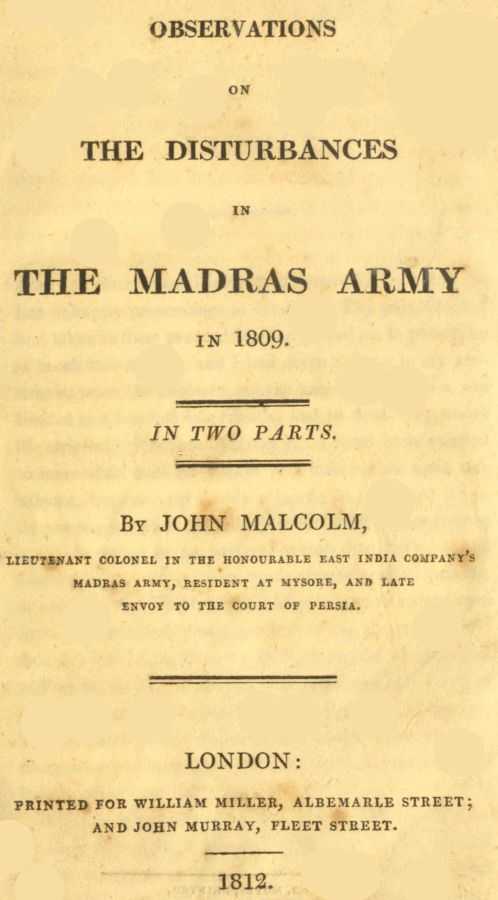 OBSERVATIONS
ON
THE DISTURBANCES
IN
THE MADRAS ARMY
IN 1809.
IN TWO PARTS.
BY JOHN MALCOLM,
LIEUTENANT COLONEL IN THE HONOURABLE EAST INDIA COMPANY'S
MADRAS ARMY, RESIDENT AT MYSORE, AND LATE
ENVOY TO THE COURT OF PERSIA.
LONDON:
PRINTED FOR WILLIAM MILLER, ALBEMARLE STREET;
AND JOHN MURRAY, FLEET STREET.
1812.